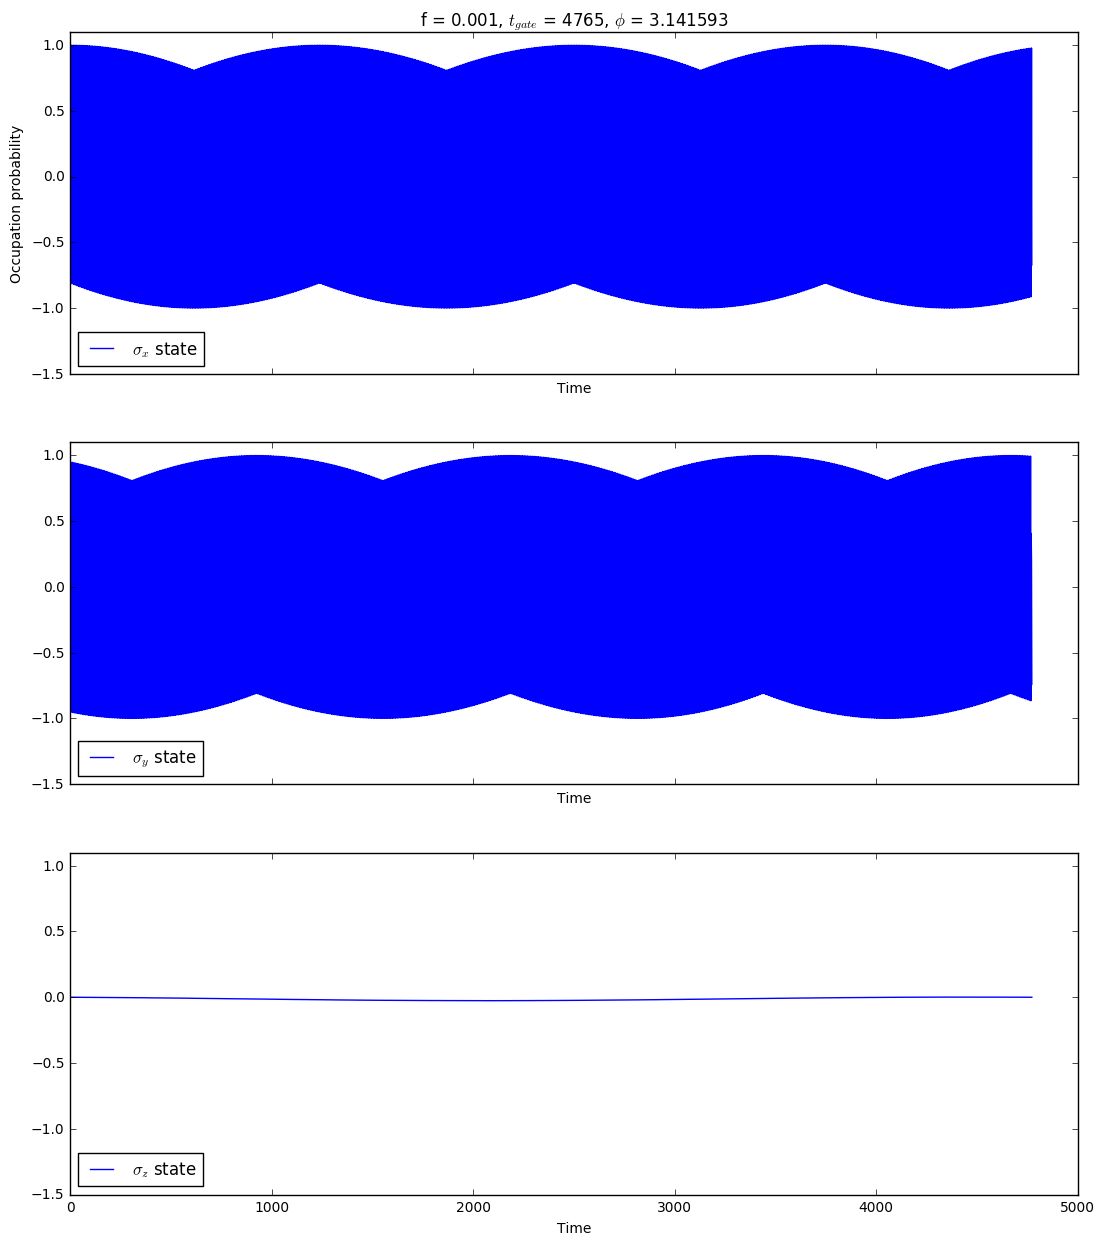 f = 0.001, t_gate = 4765, ϕ = 3.141593
1.0
0.5
0.0
−0.5
−1.0
−1.5
Occupation probability
σ_x state
Time
1.0
0.5
0.0
−0.5
−1.0
−1.5
σ_y state
Time
1.0
0.5
0.0
−0.5
−1.0
−1.5
σ_z state
0 1000 2000 3000 4000 5000
Time